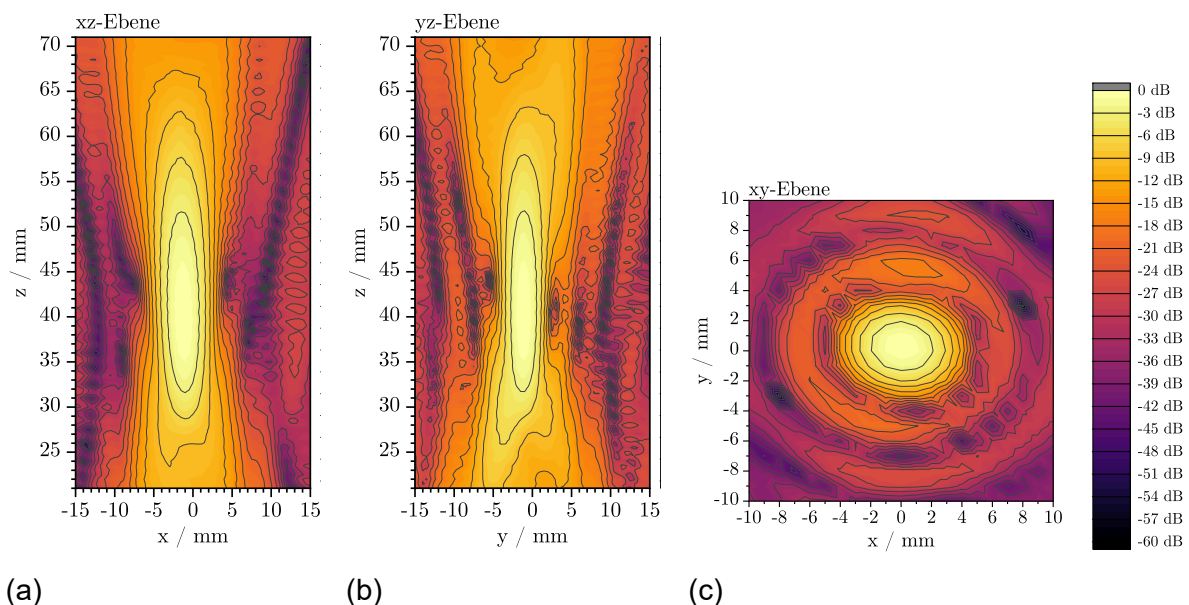 xz-Ebene
70
65
60
55
50
45
40
35
30
25
z / mm
-15 -10 -5 0 5 10 15
x / mm
(a)
yz-Ebene
70
65
60
55
50
45
40
35
30
25
z / mm
-15 -10 -5 0 5 10 15
y / mm
(b)
xy-Ebene
10
8
6
4
2
0
-2
-4
-6
-8
-10
y / mm
-10 -8 -6 -4 -2 0 2 4 6 8 10
x / mm
(c)
0 dB
-3 dB
-6 dB
-9 dB
-12 dB
-15 dB
-18 dB
-21 dB
-24 dB
-27 dB
-30 dB
-33 dB
-36 dB
-39 dB
-42 dB
-45 dB
-48 dB
-51 dB
-54 dB
-57 dB
-60 dB